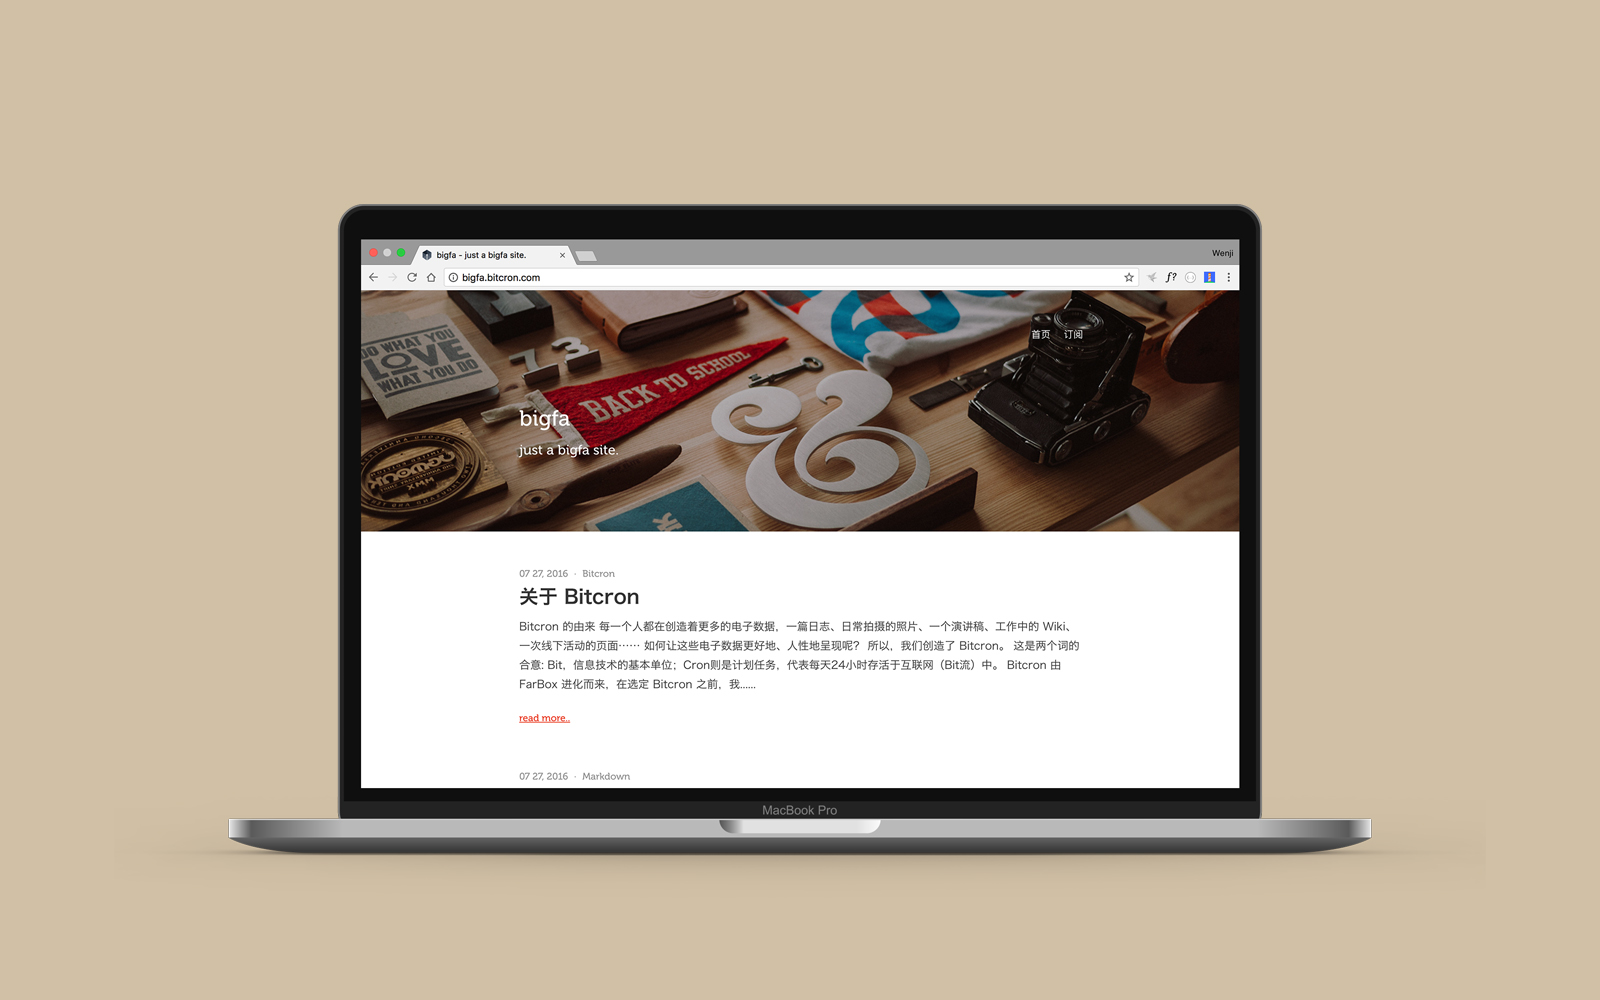 bigfa - just a bigfa site.
Wenji
bigfa.bitcron.com
f?
首页 订阅
DO WHAT YOU
LOVE
WHAT YOU DO
7 3
BACK TO SCHOOL
&
bigfa
just a bigfa site.
XMM
07 27, 2016 · Bitcron
关于 Bitcron
Bitcron 的由来 每一个人都在创造着更多的电子数据，一篇日志、日常拍摄的照片、一个演讲稿、工作中的 Wiki、
一次线下活动的页面…… 如何让这些电子数据更好地、人性地呈现呢？ 所以，我们创造了 Bitcron。 这是两个词的
合意: Bit，信息技术的基本单位；Cron则是计划任务，代表每天24小时存活于互联网（Bit流）中。 Bitcron 由
FarBox 进化而来，在选定 Bitcron 之前，我......
read more..
07 27, 2016 · Markdown
MacBook Pro